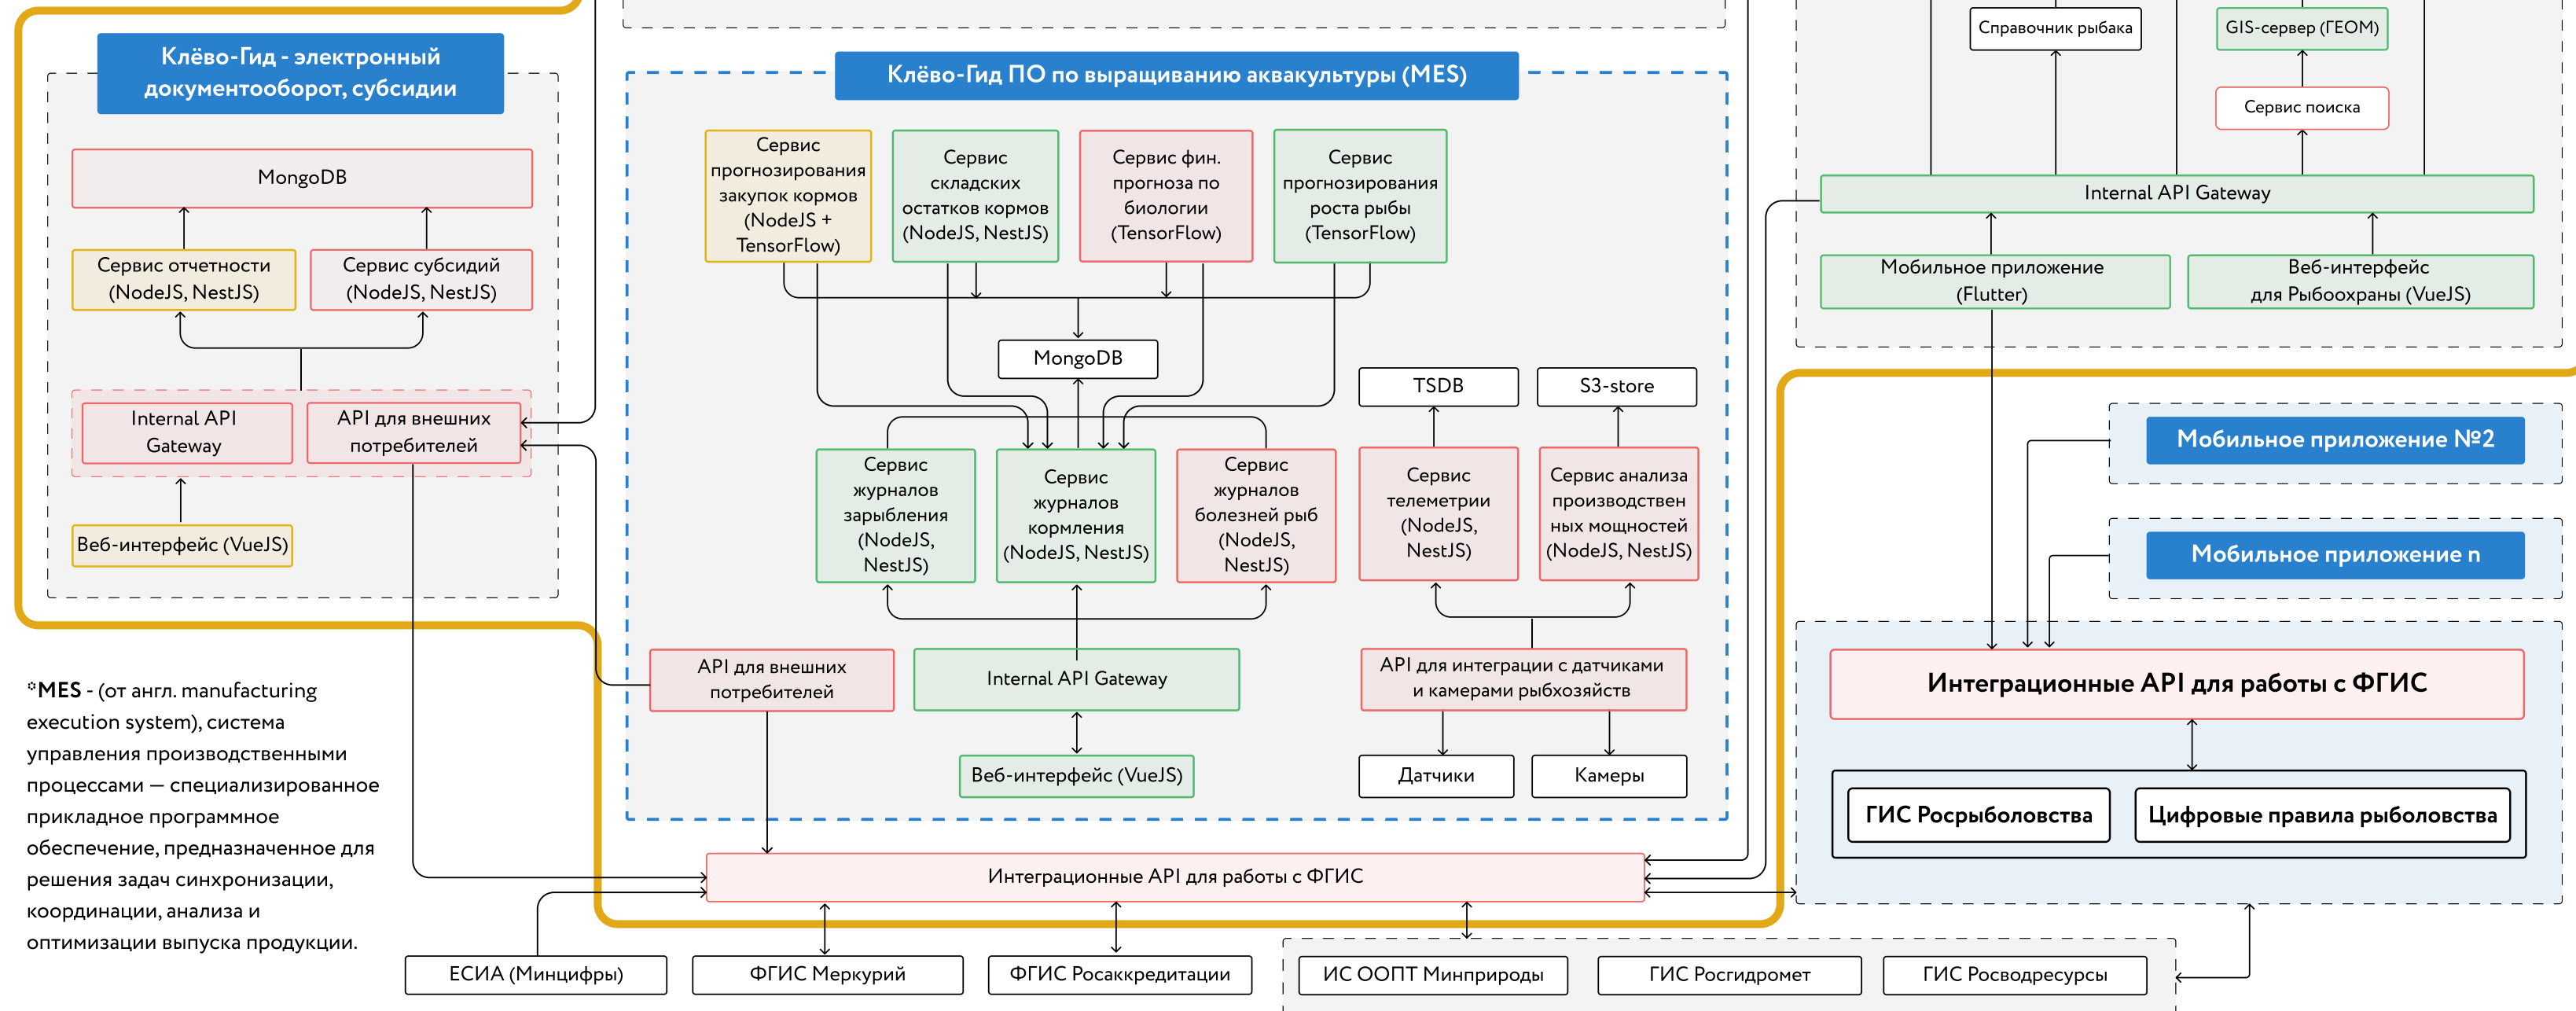 Клёво-Гид - электронный
документооборот, субсидии
MongoDB
Сервис отчетности
(NodeJS, NestJS)
Сервис субсидий
(NodeJS, NestJS)
Internal API
Gateway
API для внешних
потребителей
Веб-интерфейс (VueJS)
*MES - (от англ. manufacturing
execution system), система
управления производственными
процессами — специализированное
прикладное программное
обеспечение, предназначенное для
решения задач синхронизации,
координации, анализа и
оптимизации выпуска продукции.
Клёво-Гид ПО по выращиванию аквакультуры (MES)
Сервис
прогнозирования
закупок кормов
(NodeJS +
TensorFlow)
Сервис
складских
остатков кормов
(NodeJS, NestJS)
Сервис фин.
прогноза по
биологии
(TensorFlow)
Сервис
прогнозирования
роста рыбы
(TensorFlow)
MongoDB
TSDB
S3-store
Сервис
журналов
зарыбления
(NodeJS,
NestJS)
Сервис
журналов
кормления
(NodeJS, NestJS)
Сервис
журналов
болезней рыб
(NodeJS,
NestJS)
Сервис
телеметрии
(NodeJS,
NestJS)
Сервис анализа
производствен
ных мощностей
(NodeJS, NestJS)
API для внешних
потребителей
Internal API Gateway
API для интеграции с датчиками
и камерами рыбхозяйств
Веб-интерфейс (VueJS)
Датчики
Камеры
Интеграционные API для работы с ФГИС
ЕСИА (Минцифры)
ФГИС Меркурий
ФГИС Росаккредитации
ИС ООПТ Минприроды
ГИС Росгидромет
ГИС Росводресурсы
Справочник рыбака
GIS-сервер (ГЕОМ)
Сервис поиска
Internal API Gateway
Мобильное приложение
(Flutter)
Веб-интерфейс
для Рыбоохраны (VueJS)
Мобильное приложение №2
Мобильное приложение n
Интеграционные API для работы с ФГИС
ГИС Росрыболовства
Цифровые правила рыболовства